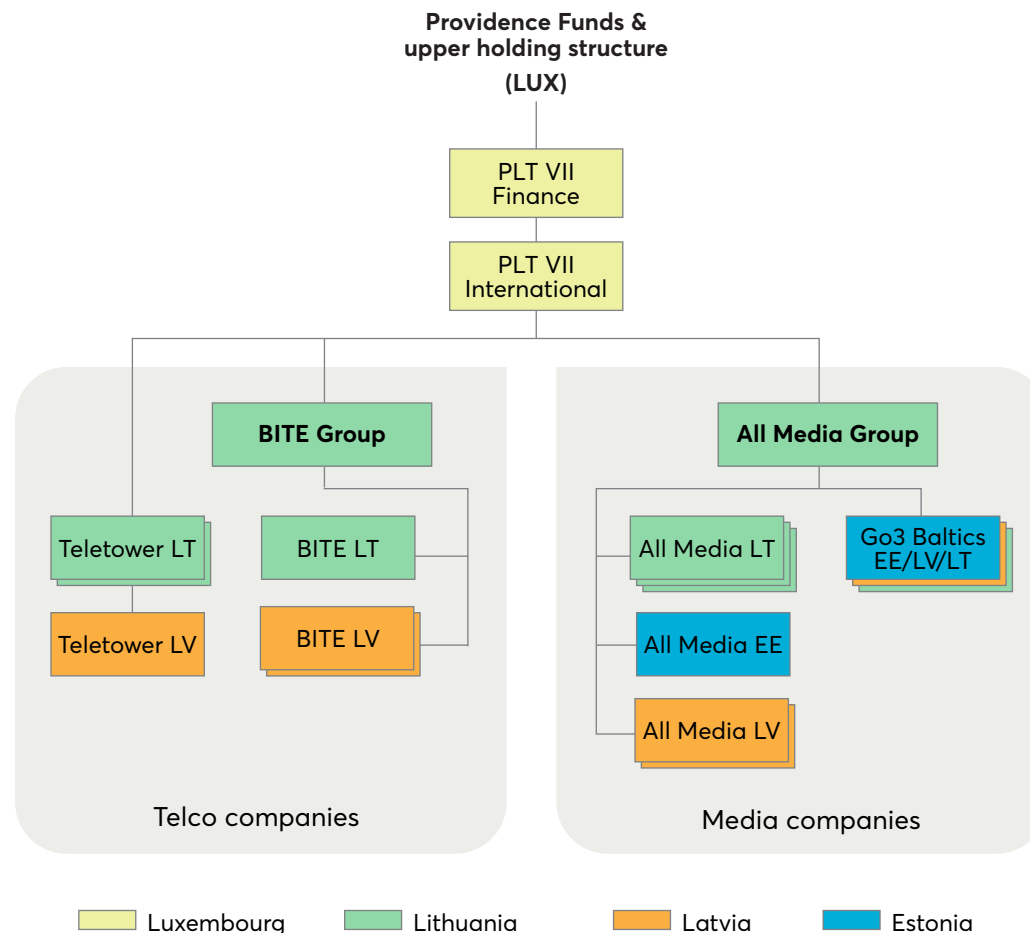 Providence Funds &
upper holding structure
(LUX)
PLT VII
Finance
PLT VII
International
BITE Group
All Media Group
Teletower LT
BITE LT
All Media LT
Go3 Baltics
EE/LV/LT
Teletower LV
BITE LV
All Media EE
All Media LV
Telco companies
Media companies
Luxembourg
Lithuania
Latvia
Estonia